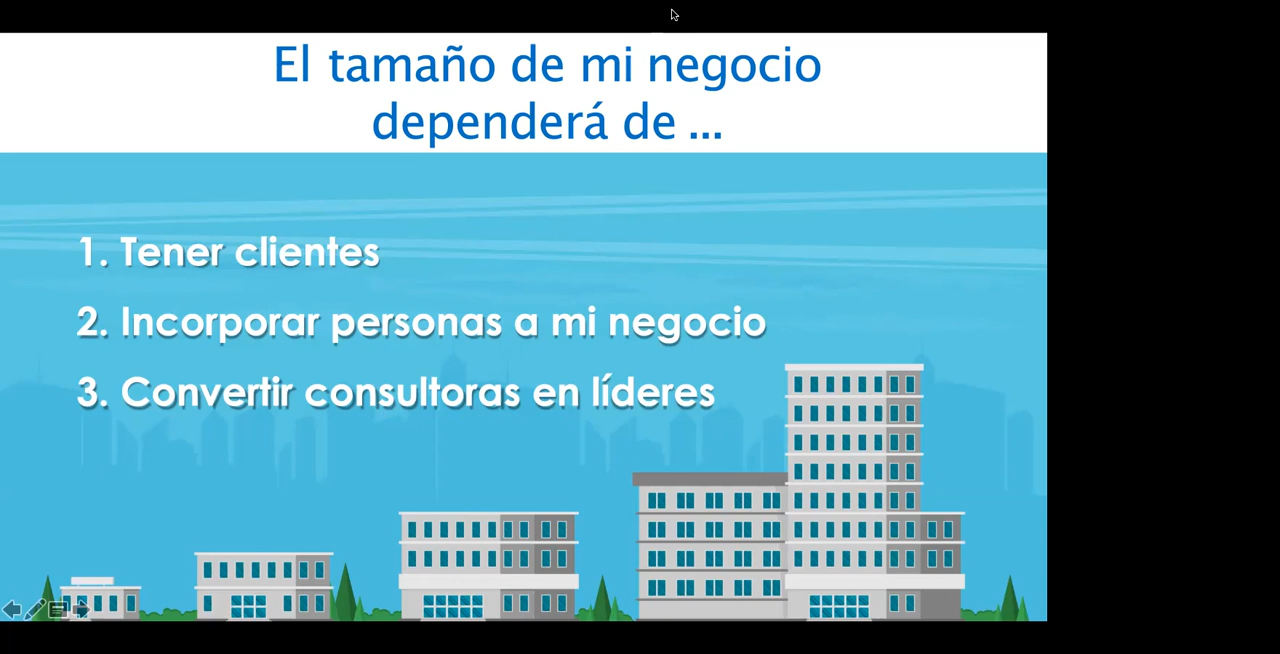 El tamaño de mi negocio
dependerá de ...
1. Tener clientes
2. Incorporar personas a mi negocio
3. Convertir consultoras en líderes